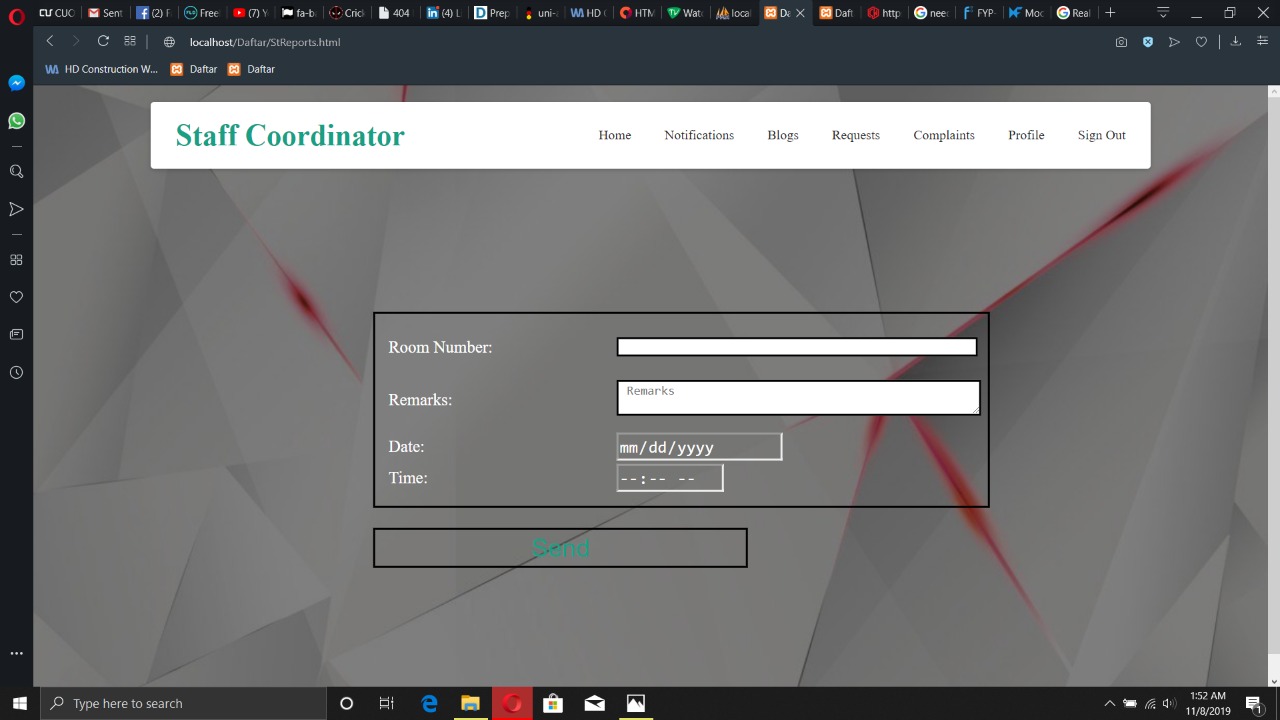 CUO Sent (2) F Free (7) Y fa-b Crick 404 (4) L Prep uni-c HD C HTM Wate local Da Daft http need FYP- Moc Real
localhost/Daftar/StReports.html
HD Construction W... Daftar Daftar
Staff Coordinator Home Notifications Blogs Requests Complaints Profile Sign Out
Room Number:
Remarks: Remarks
Date: mm/dd/yyyy
Time: --:-- --
Send
Type here to search
1:52 AM
11/8/2019